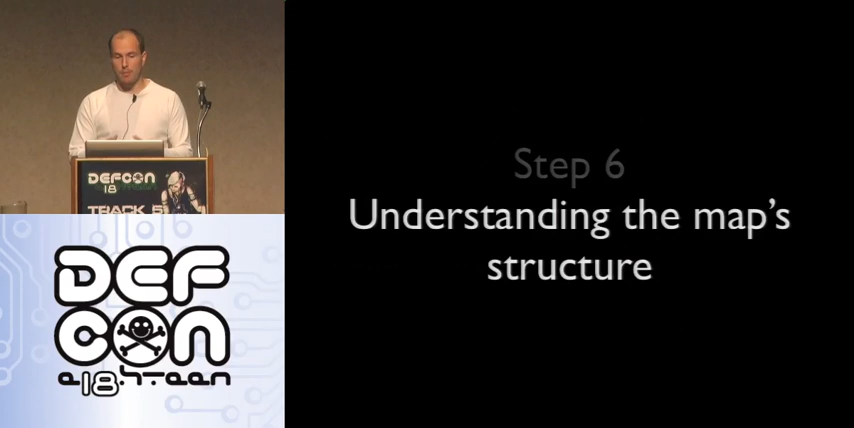 DEFCON
18
TRACK 5
DEF
CON
e18hteen
Step 6
Understanding the map's
structure